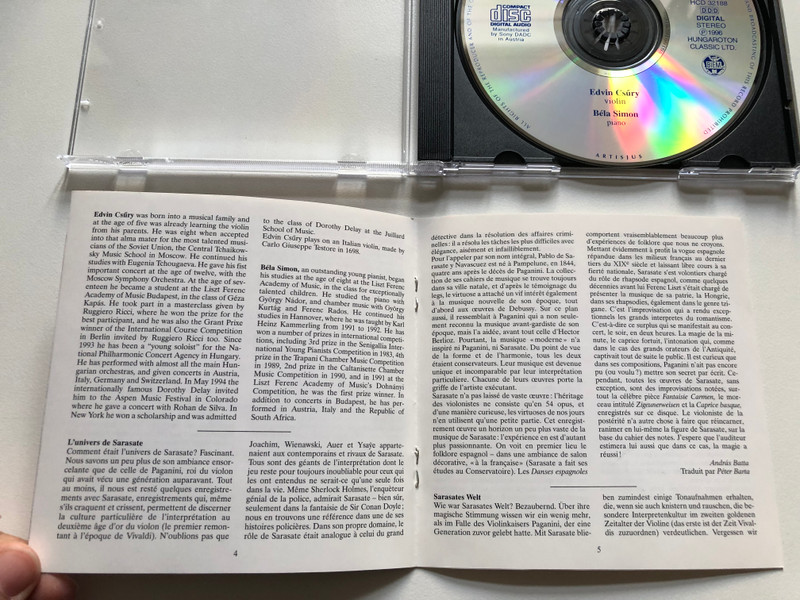 COMPACT
disc
DIGITAL AUDIO
Manufactured
by Sony DADC
in Austria
HCD 32188
DDD
DIGITAL
STEREO
℗ 1996
HUNGAROTON
CLASSIC LTD.
Edvin Csűry
violin
Béla Simon
piano
ARTISJUS
Edvin Csűry was born into a musical family and
at the age of five was already learning the violin
from his parents. He was eight when accepted
into that alma mater for the most talented musi-
cians of the Soviet Union, the Central Tchaikow-
sky Music School in Moscow. He continued his
studies with Eugenia Tchougaeva. He gave his fist
important concert at the age of twelve, with the
Moscow Symphony Orchestra. At the age of sev-
enteen he became a student at the Liszt Ferenc
Academy of Music Budapest, in the class of Géza
Kapás. He took part in a masterclass given by
Ruggiero Ricci, where he won the prize for the
best participant, and he was also the Grant Prize
winner of the International Course Competition
in Berlin invited by Ruggiero Ricci too. Since
1993 he has been a "young soloist" for the Na-
tional Philharmonic Concert Agency in Hungary.
He has performed with almost all the main Hun-
garian orchestras, and given concerts in Austria,
Italy, Germany and Switzerland. In May 1994 the
internationally famous Dorothy Delay invited
him to the Aspen Music Festival in Colorado
where he gave a concert with Rohan de Silva. In
New York he won a scholarship and was admitted
to the class of Dorothy Delay at the Juilliard
School of Music.
Edvin Csűry plays on an Italian violin, made by
Carlo Giuseppe Testore in 1698.
Béla Simon, an outstanding young pianist, began
his studies at the age of eight at the Liszt Ferenc
Academy of Music, in the class for exceptionally
talented children. He studied the piano with
György Nádor, and chamber music with György
Kurtág and Ferenc Rados. He continued his
studies in Hannover, where he was taught by Karl
Heinz Kammerling from 1991 to 1992. He has
won a number of prizes in international competi-
tions, including 3rd prize in the Senigallia Inter-
national Young Pianists Competition in 1983, 4th
prize in the Trapani Chamber Music Competition
in 1989, 2nd prize in the Caltanisette Chamber
Music Competition in 1990, and in 1991 at the
Liszt Ferenc Academy of Music's Dohnányi
Competition, he was the first prize winner. In
addition to concerts in Budapest, he has per-
formed in Austria, Italy and the Republic of
South Africa.
L'univers de Sarasate
Comment était l'univers de Sarasate? Fascinant.
Nous savons un peu plus de son ambiance ensor-
celante que de celle de Paganini, roi du violon
qui avait vécu une génération auparavant. Tout
au moins, il nous est resté quelques enregistre-
ments avec Sarasate, enregistrements qui, même
s'ils craquent et crissent, permettent de discerner
la culture particulière de l'interprétation au
deuxième âge d'or du violon (le premier remon-
tant à l'époque de Vivaldi). N'oublions pas que
Joachim, Wienawski, Auer et Ysaÿe apparte-
naient aux contemporains et rivaux de Sarasate.
Tous sont des géants de l'interprétation dont le
jeu reste pour toujours inoubliable pour ceux qui
les ont entendus ne serait-ce qu'une seule fois
dans la vie. Même Sherlock Holmes, l'enquêteur
génial de la police, admirait Sarasate – bien sûr,
seulement dans la fantaisie de Sir Conan Doyle;
nous en trouvons une référence dans une de ses
histoires policières. Dans son propre domaine, le
rôle de Sarasate était analogue à celui du grand
4
détective dans la résolution des affaires crimi-
nelles : il a résolu les tâches les plus difficiles avec
élégance, aisément et infailliblement.
Pour l'appeler par son nom intégral, Pablo de Sa-
rasate y Navascuez est né à Pampelune, en 1844,
quatre ans après le décès de Paganini. La collec-
tion de ses cahiers de musique se trouve toujours
dans sa ville natale, et d'après le témoignage du
legs, le virtuose a attaché un vif intérêt également
à la musique nouvelle de son époque, tout
d'abord aux œuvres de Debussy. Sur ce plan
aussi, il ressemblait à Paganini qui a non seule-
ment reconnu la musique avant-gardiste de son
époque, mais l'a aidée, avant tout celle d'Hector
Berlioz. Pourtant, la musique «moderne» n'a
inspiré ni Paganini, ni Sarasate. Du point de vue
de la forme et de l'harmonie, tous les deux
étaient conservateurs. Leur musique est devenue
unique et incomparable par leur interprétation
particulière. Chacune de leurs œuvres porte la
griffe de l'artiste exécutant.
Sarasate n'a pas laissé de vaste œuvre : l'héritage
des violonistes ne consiste qu'en 54 opus, et
d'une manière curieuse, les virtuoses de nos jours
n'en utilisent qu'une petite partie. Cet enregist-
rement œuvre un horizon un peu plus vaste de la
musique de Sarasate : l'expérience en est d'autant
plus passionnante. On voit en premier lieu le
folklore espagnol – dans une ambiance de salon
décorative, «à la française» (Sarasate a fait ses
études au Conservatoire). Les Danses espagnoles
comportent vraisemblablement beaucoup plus
d'expériences de folklore que nous ne croyons.
Mettant évidemment à profit la vogue espagnole
répandue dans les milieux français au dernier
tiers du XIXe siècle et laissant libre cours à sa
fierté nationale, Sarasate s'est volontiers chargé
du rôle de rhapsode espagnol, comme quelques
décennies avant lui Ferenc Liszt s'était chargé de
présenter la musique de sa patrie, la Hongrie,
dans ses rhapsodies, également dans le genre tzi-
gane. C'est l'improvisation qui a rendu excep-
tionnels les grands interprètes du romantisme.
C'est-à-dire ce surplus qui se manifestait au con-
cert, dans le feu de l'action. La magie de la mi-
nute, le caprice fortuit, l'intonation qui, comme
dans le cas des grands orateurs de l'Antiquité,
captivait tout de suite le public. Il est curieux que
dans ses compositions, Paganini n'ait pas encore
pu (ou voulu?) mettre son secret par écrit. Ce-
pendant, toutes les œuvres de Sarasate, sans
exception, sont des improvisations notées, sur-
tout la célèbre pièce Fantaisie Carmen, le mor-
ceau intitulé Zigeunerweisen et la Caprice basque,
enregistrés sur ce disque. Le violoniste de la
postérité n'a autre chose à faire que réincarner,
ranimer en lui-même la figure de Sarasate, sur la
base du cahier des notes. J'espere que l'auditeur
estimera lui aussi que dans ce cas, la magie a
réussi!
András Batta
Traduit par Péter Barta
Sarasates Welt
Wie war Sarasates Welt? Bezaubernd. Über ihre
magische Stimmung wissen wir ein wenig mehr,
als im Falle des Violinkaisers Paganini, der eine
Generation zuvor gelebt hatte. Mit Sarasate blie-
ben zumindest einige Tonaufnahmen erhalten,
die, wenn sie auch knistern und rauschen, die be-
sondere Interpretenkultur im zweiten goldenen
Zeitalter der Violine (das erste ist der Zeit Vival-
dis zuzuordnen) verdeutlichen. Vergessen wir
5